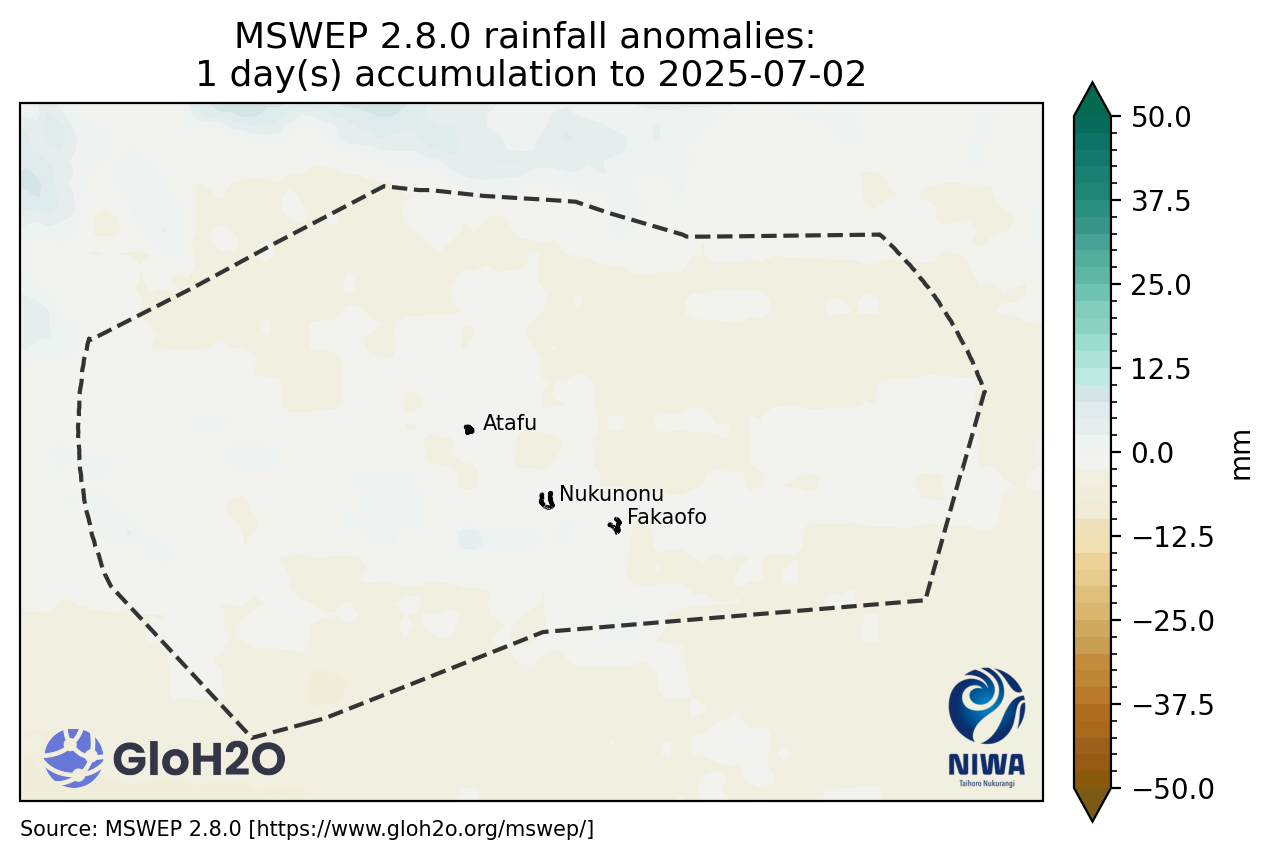 MSWEP 2.8.0 rainfall anomalies:
1 day(s) accumulation to 2025-07-02
50.0
37.5
25.0
12.5
0.0
−12.5
−25.0
−37.5
−50.0
mm
Atafu
Nukunonu
Fakaofo
GloH2O
NIWA
Taihoro Nukurangi
Source: MSWEP 2.8.0 [https://www.gloh2o.org/mswep/]